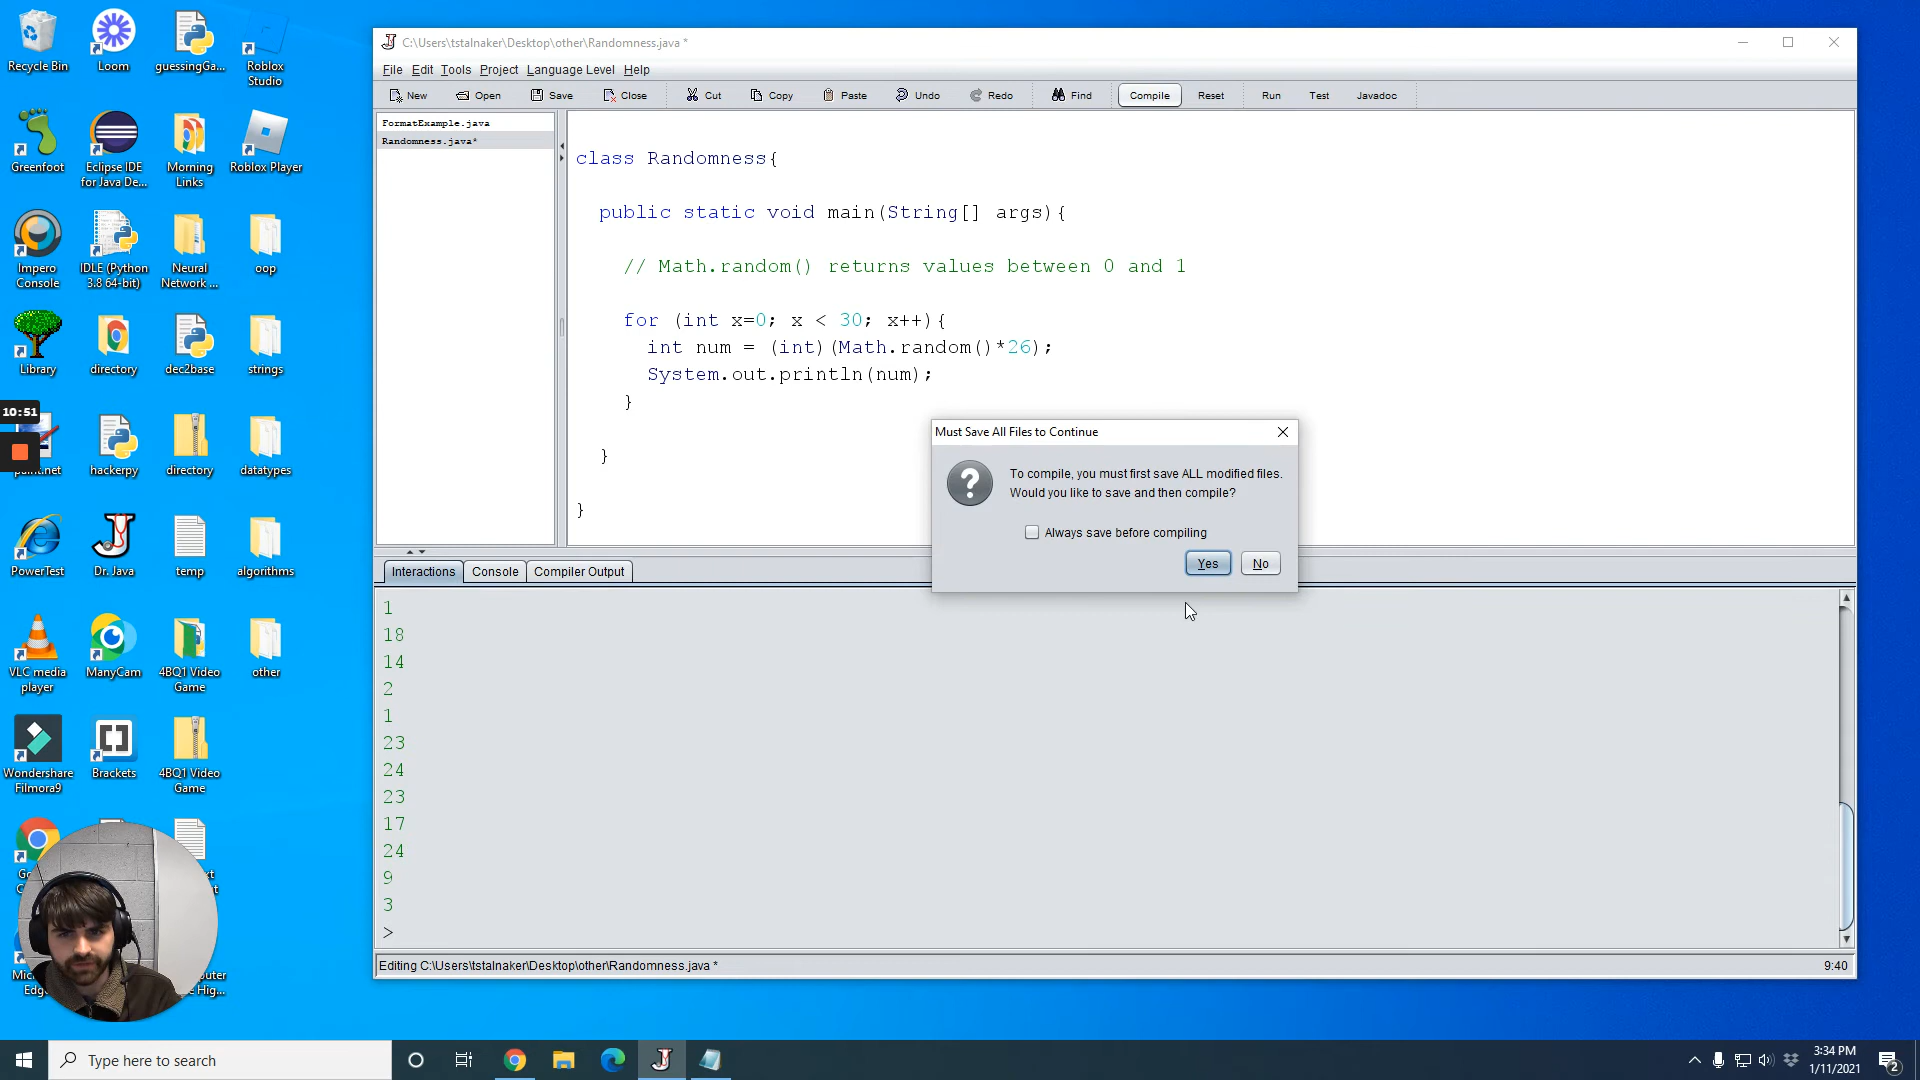 Recycle Bin
Loom
guessingGa...
Roblox
Studio
Greenfoot
Eclipse IDE
for Java De...
Morning
Links
Roblox Player
Impero
Console
IDLE (Python
3.8 64-bit)
Neural
Network ...
oop
Library
directory
dec2base
strings
10:51
paint.net
hackerpy
directory
datatypes
PowerTest
Dr. Java
temp
algorithms
VLC media
player
ManyCam
4BQ1 Video
Game
other
Wondershare
Filmora9
Brackets
4BQ1 Video
Game
C:\Users\tstalnaker\Desktop\other\Randomness.java *
File Edit Tools Project Language Level Help
New Open Save Close Cut Copy Paste Undo Redo Find Compile Reset Run Test Javadoc
FormatExample.java
Randomness.java*
class Randomness{
public static void main(String[] args){
// Math.random() returns values between 0 and 1
for (int x=0; x < 30; x++){
int num = (int)(Math.random()*26);
System.out.println(num);
}
}
}
Must Save All Files to Continue
To compile, you must first save ALL modified files.
Would you like to save and then compile?
Always save before compiling
Yes No
Interactions Console Compiler Output
1
18
14
2
1
23
24
23
17
24
9
3
>
Editing C:\Users\tstalnaker\Desktop\other\Randomness.java * 9:40
Type here to search
3:34 PM
1/11/2021
2